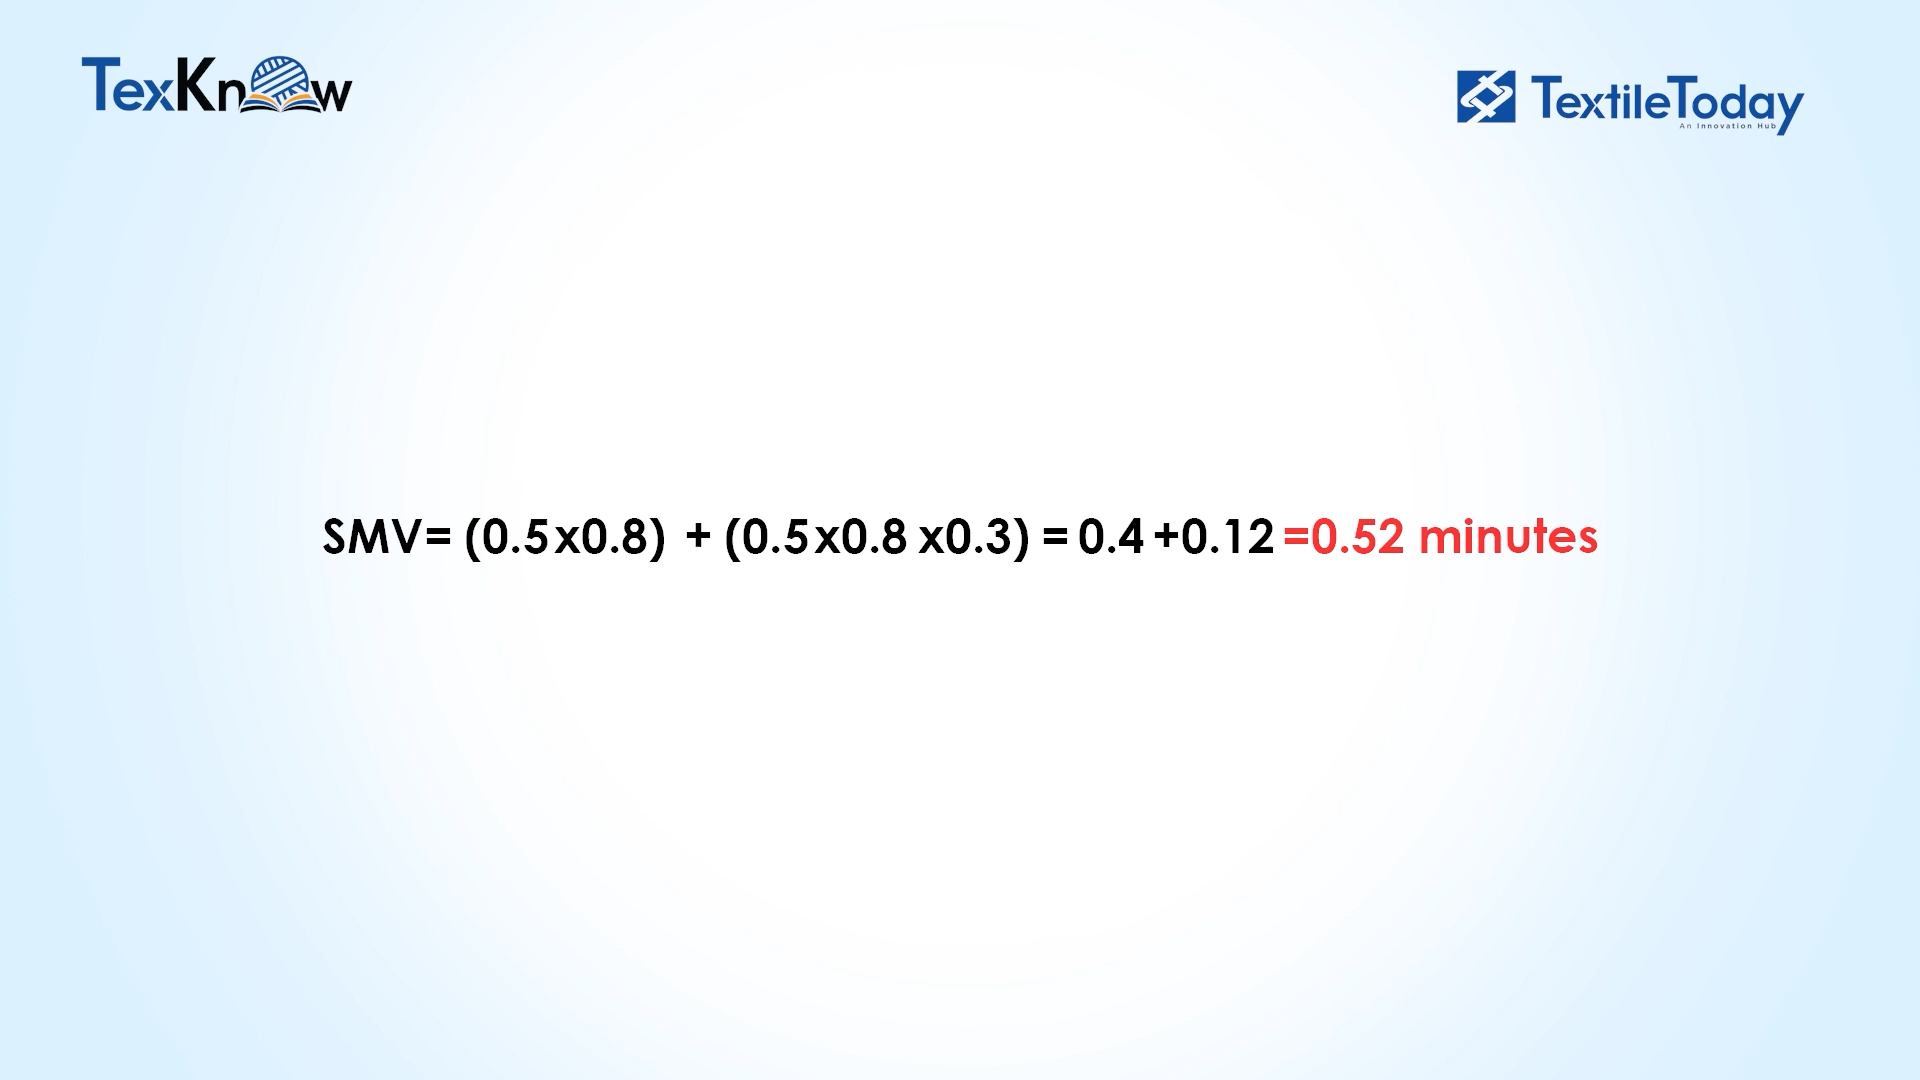 TexKnow
TextileToday
An Innovation Hub
SMV= (0.5x0.8) + (0.5x0.8 x0.3) = 0.4 +0.12 =0.52 minutes